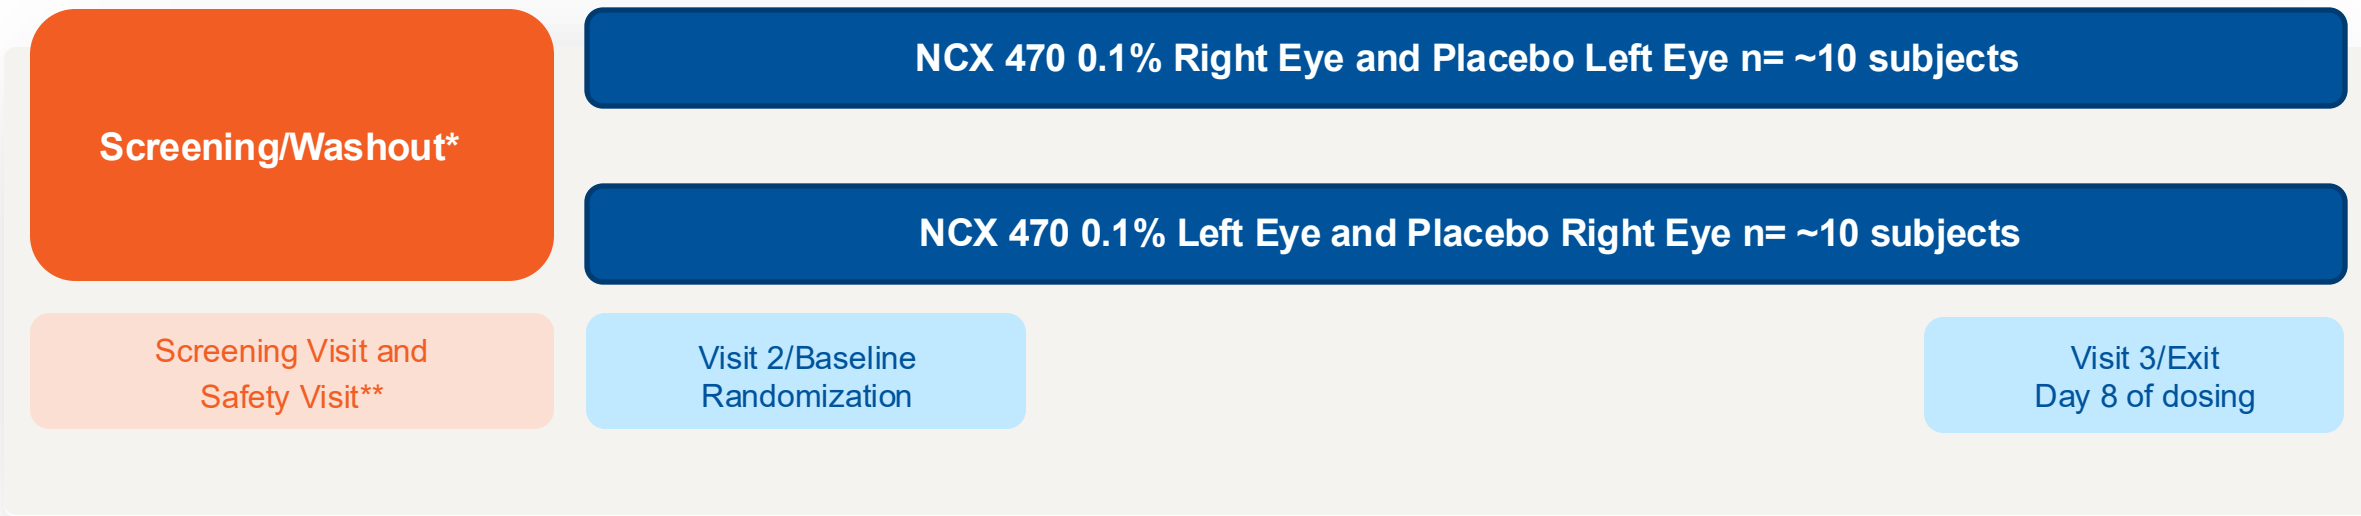 Screening/Washout*
NCX 470 0.1% Right Eye and Placebo Left Eye n= ~10 subjects
NCX 470 0.1% Left Eye and Placebo Right Eye n= ~10 subjects
Screening Visit and
Safety Visit**
Visit 2/Baseline
Randomization
Visit 3/Exit
Day 8 of dosing